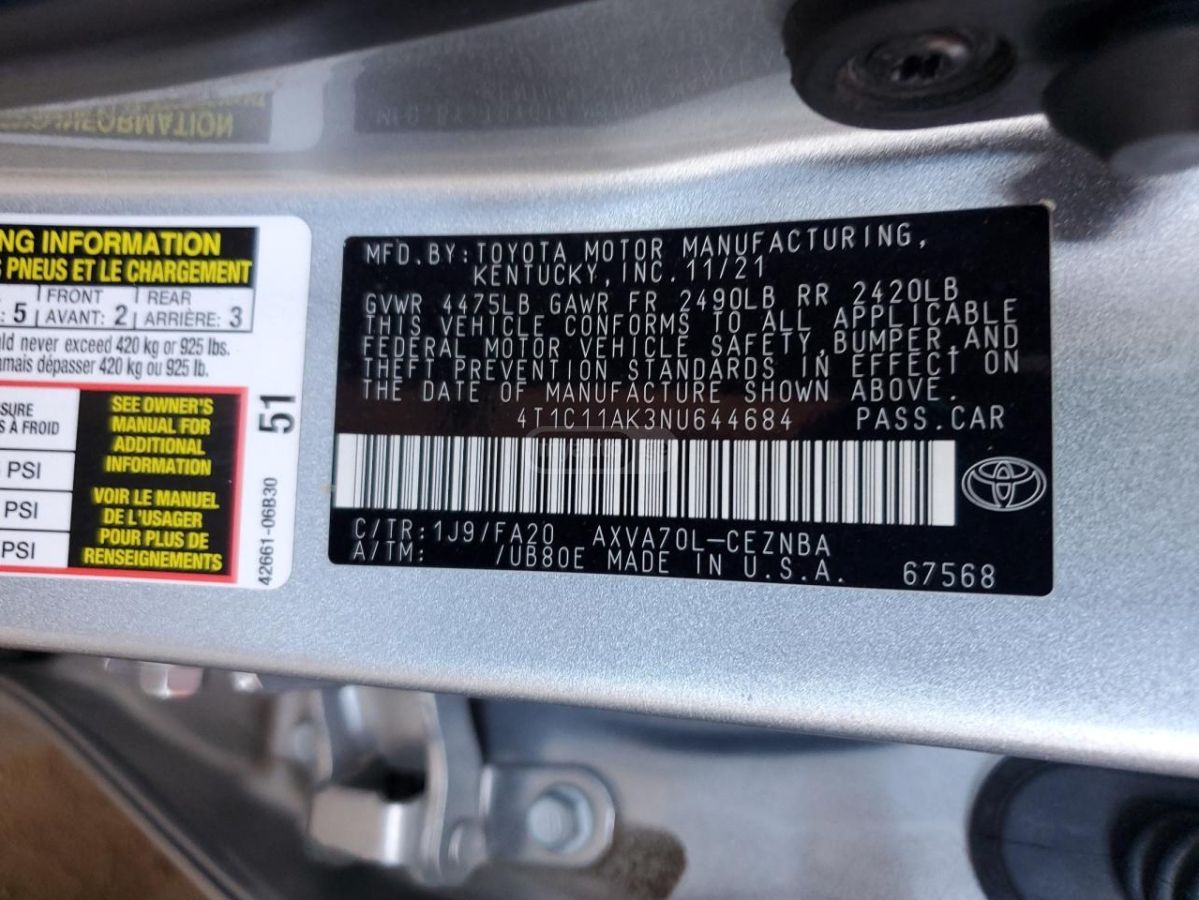 NG INFORMATION
PNEUS ET LE CHARGEMENT
: 5 FRONT AVANT: 2 REAR ARRIÈRE: 3
never exceed 420 kg or 925 lbs.
jamais dépasser 420 kg ou 925 lb.
SURE
À FROID
PSI
PSI
PSI
SEE OWNER'S
MANUAL FOR
ADDITIONAL
INFORMATION
VOIR LE MANUEL
DE L'USAGER
POUR PLUS DE
RENSEIGNEMENTS
51
42661-06B30
MFD.BY:TOYOTA MOTOR MANUFACTURING,
KENTUCKY,INC.11/21
GVWR 4475LB GAWR FR 2490LB RR 2420LB
THIS VEHICLE CONFORMS TO ALL APPLICABLE
FEDERAL MOTOR VEHICLE SAFETY,BUMPER,AND
THEFT PREVENTION STANDARDS IN EFFECT ON
THE DATE OF MANUFACTURE SHOWN ABOVE.
4T1C11AK3NU644684 PASS.CAR
C/TR:1J9/FA20 AXVA70L-CEZNBA
A/TM: /UB80E MADE IN U.S.A. 67568